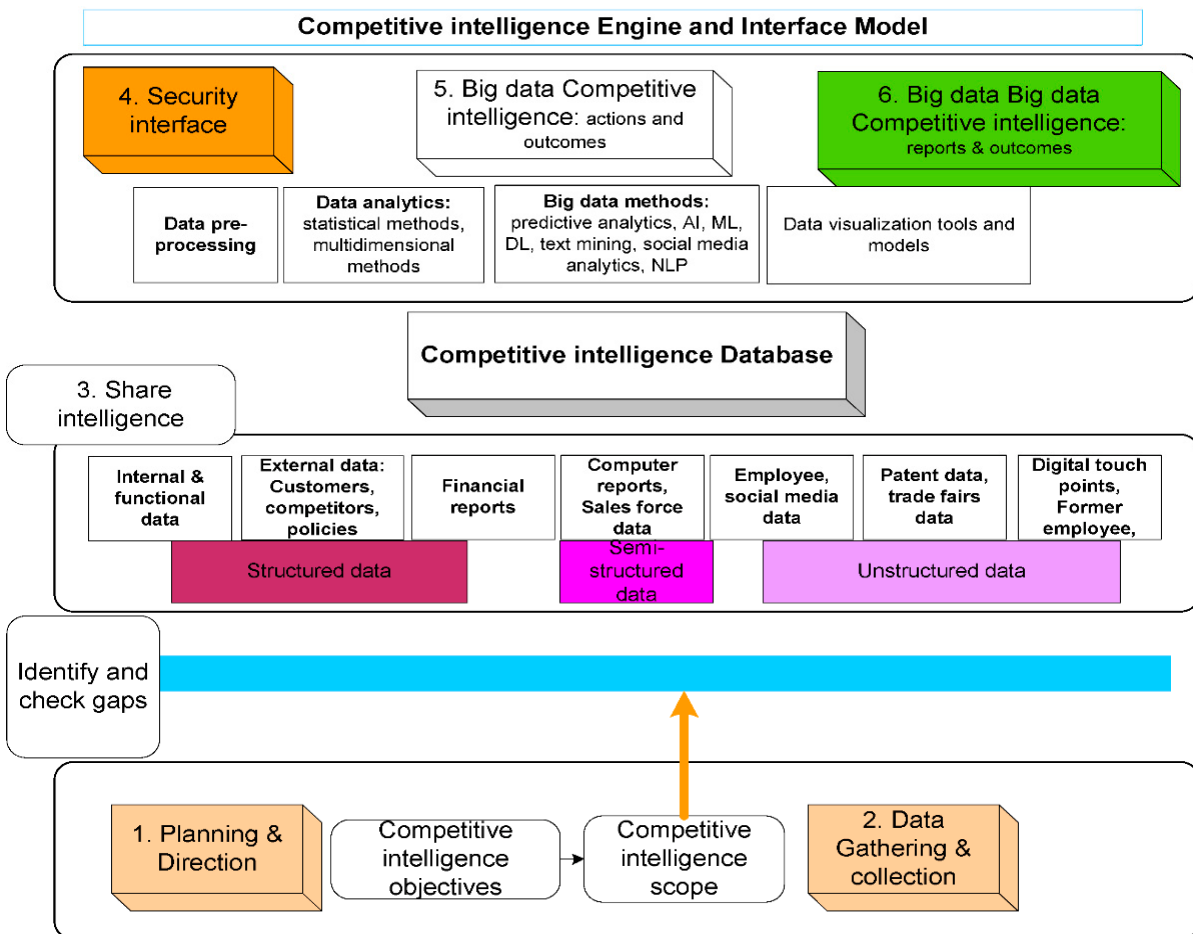 Competitive intelligence Engine and Interface Model
4. Security
interface
5. Big data Competitive
intelligence: actions and
outcomes
6. Big data Big data
Competitive intelligence:
reports & outcomes
Data pre-
processing
Data analytics:
statistical methods,
multidimensional
methods
Big data methods:
predictive analytics, AI, ML,
DL, text mining, social media
analytics, NLP
Data visualization tools and
models
Competitive intelligence Database
3. Share
intelligence
Internal &
functional
data
External data:
Customers,
competitors,
policies
Financial
reports
Computer
reports,
Sales force
data
Employee,
social media
data
Patent data,
trade fairs
data
Digital touch
points,
Former
employee,
Structured data
Semi-
structured
data
Unstructured data
Identify and
check gaps
1. Planning &
Direction
Competitive
intelligence
objectives
Competitive
intelligence
scope
2. Data
Gathering &
collection